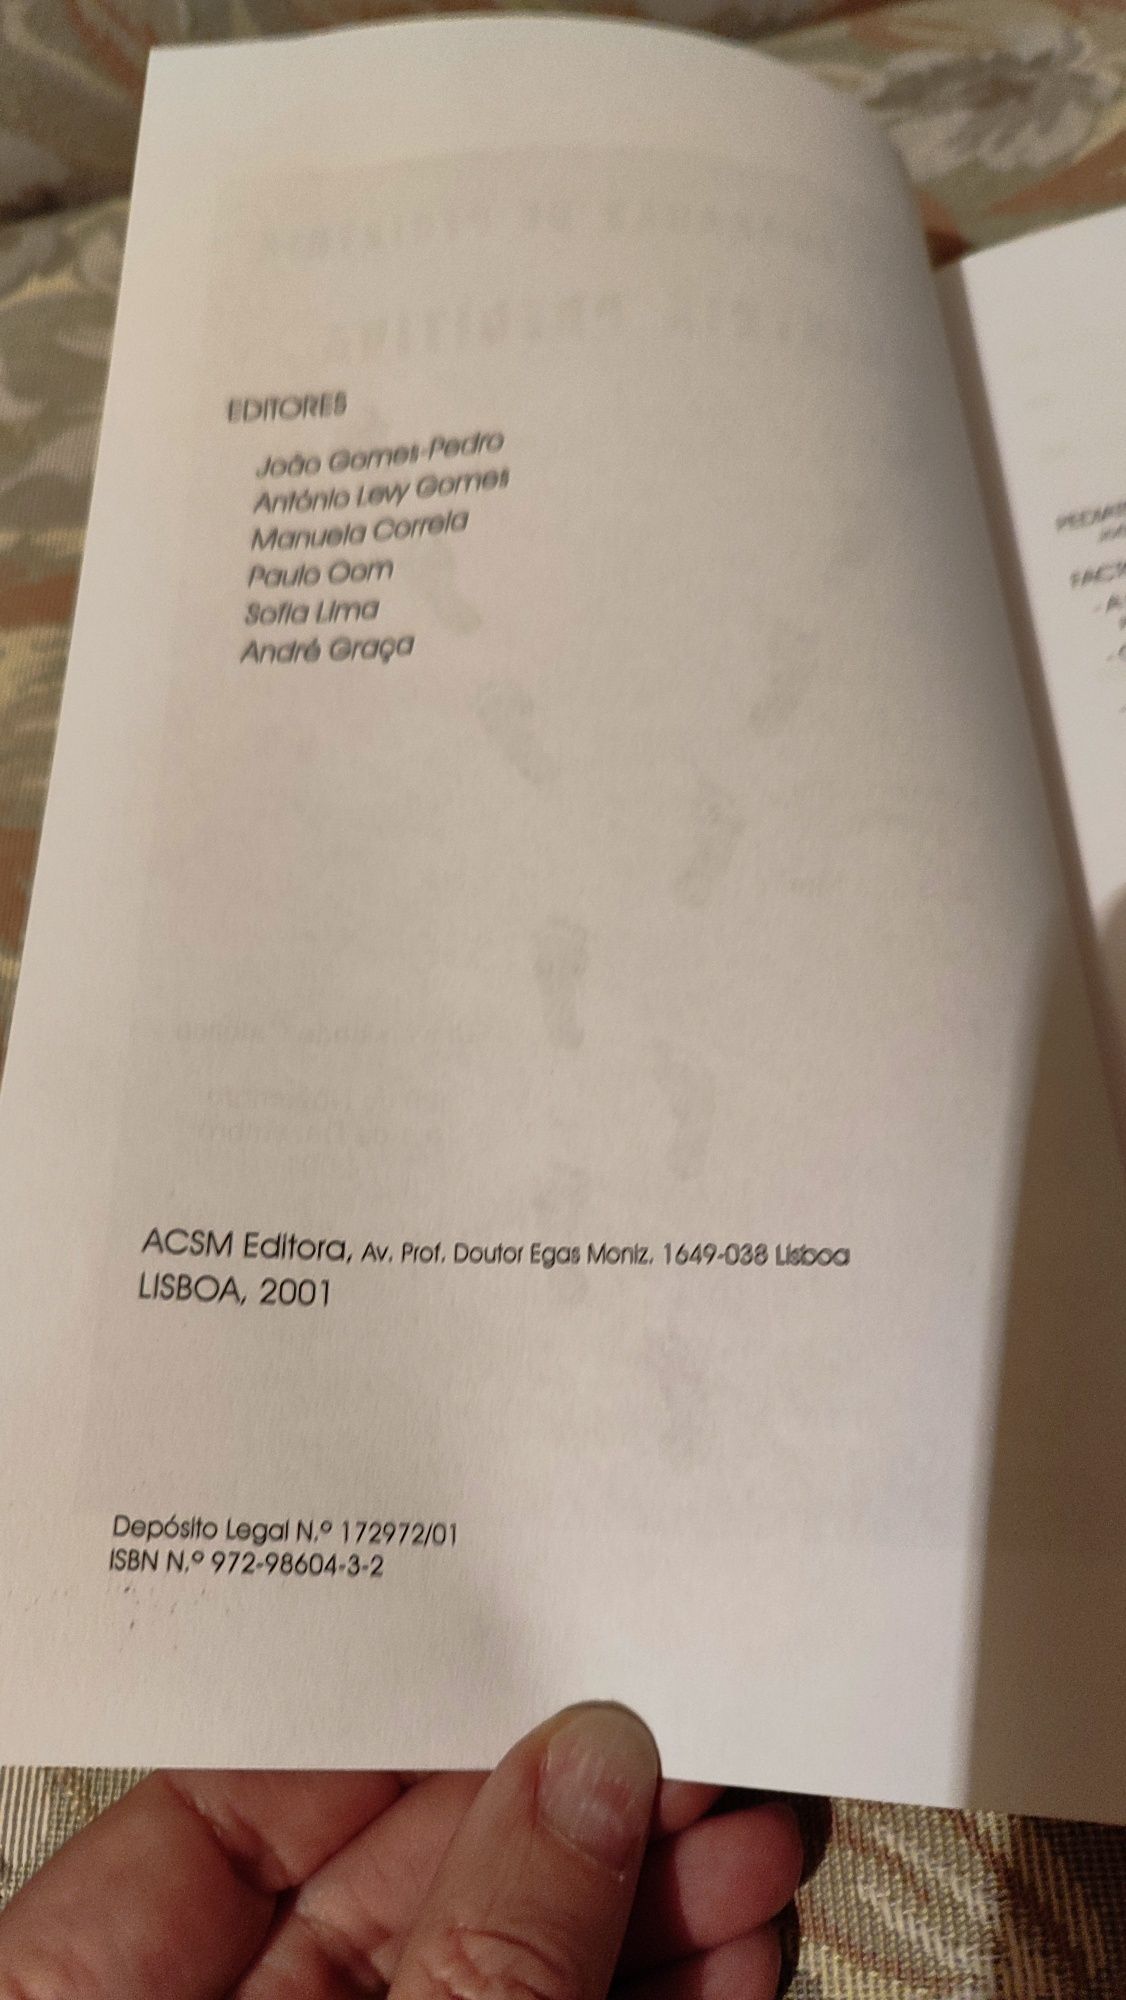 EDITORES
João Gomes-Pedro
António Levy Gomes
Manuela Correia
Paulo Oom
Sofia Lima
André Graça
ACSM Editora, Av. Prof. Doutor Egas Moniz. 1649-038 Lisboa
LISBOA, 2001
Depósito Legal N.º 172972/01
ISBN N.º 972-98604-3-2